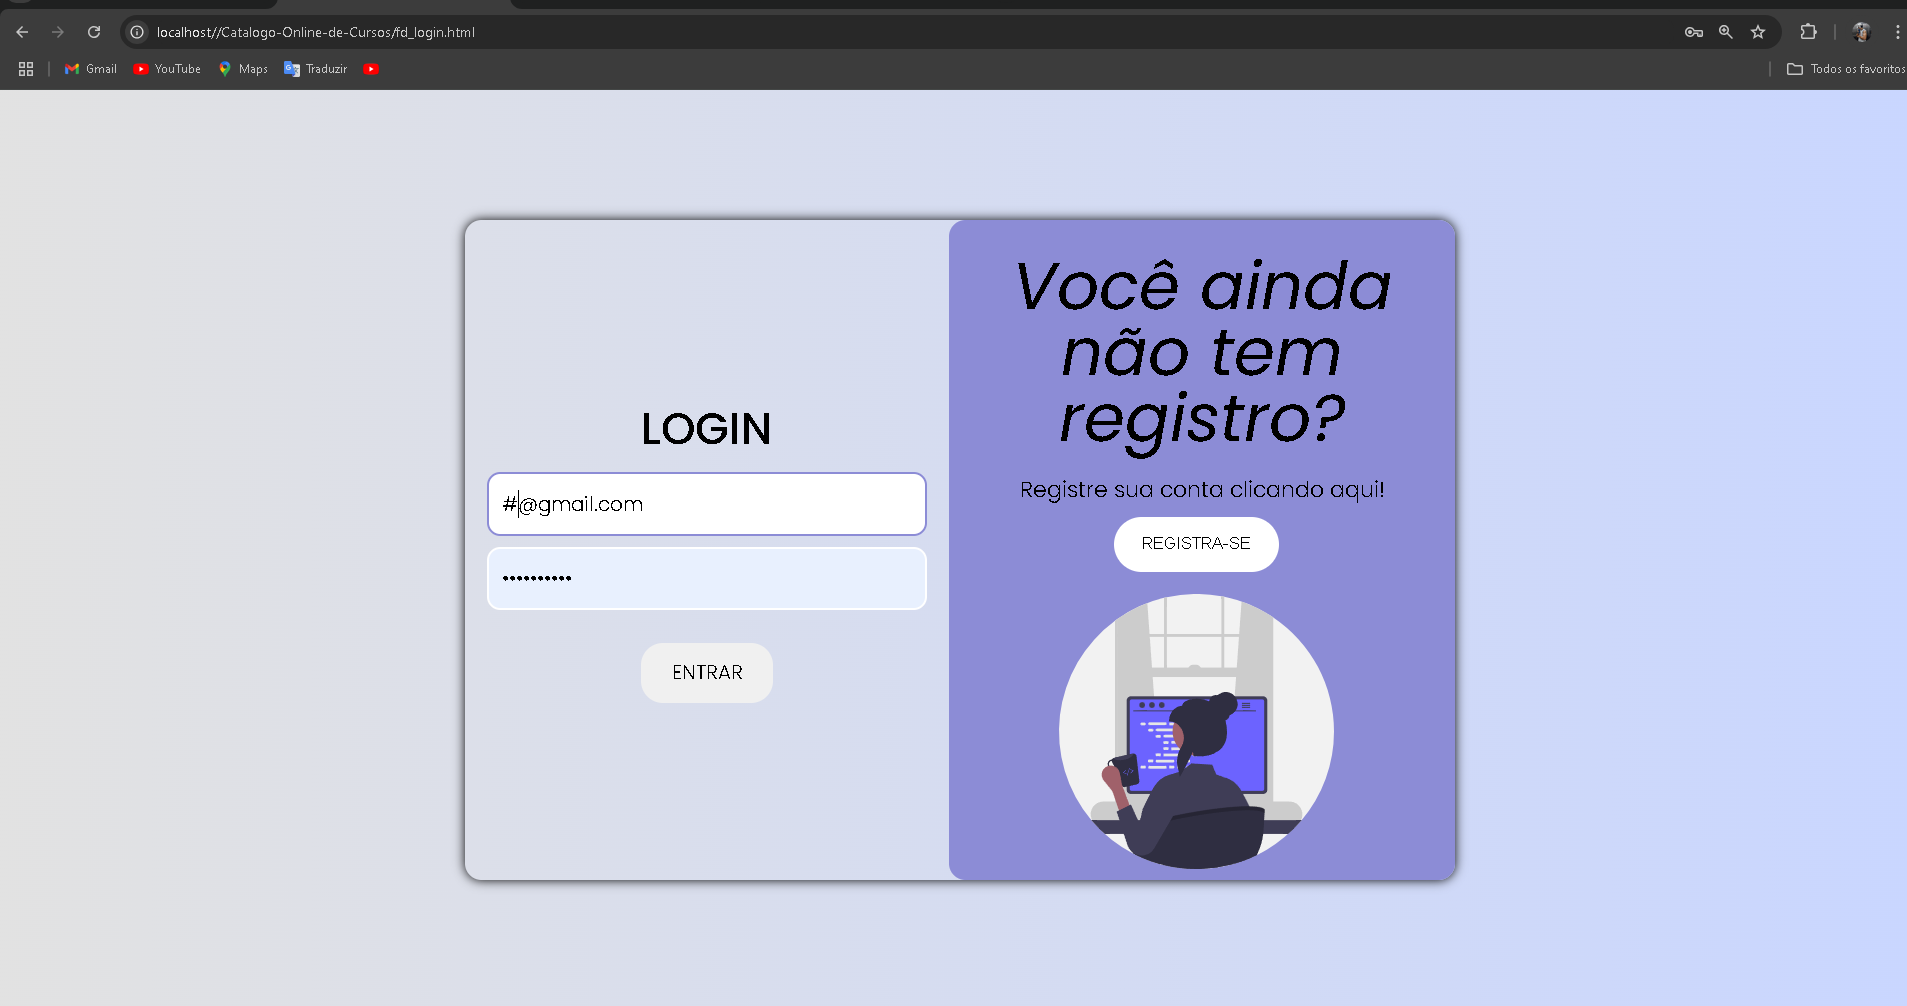 localhost//Catalogo-Online-de-Cursos/fd_login.html
Gmail
YouTube
Maps
Traduzir
Todos os favoritos
LOGIN
#@gmail.com
••••••••••
ENTRAR
Você ainda
não tem
registro?
Registre sua conta clicando aqui!
REGISTRA-SE